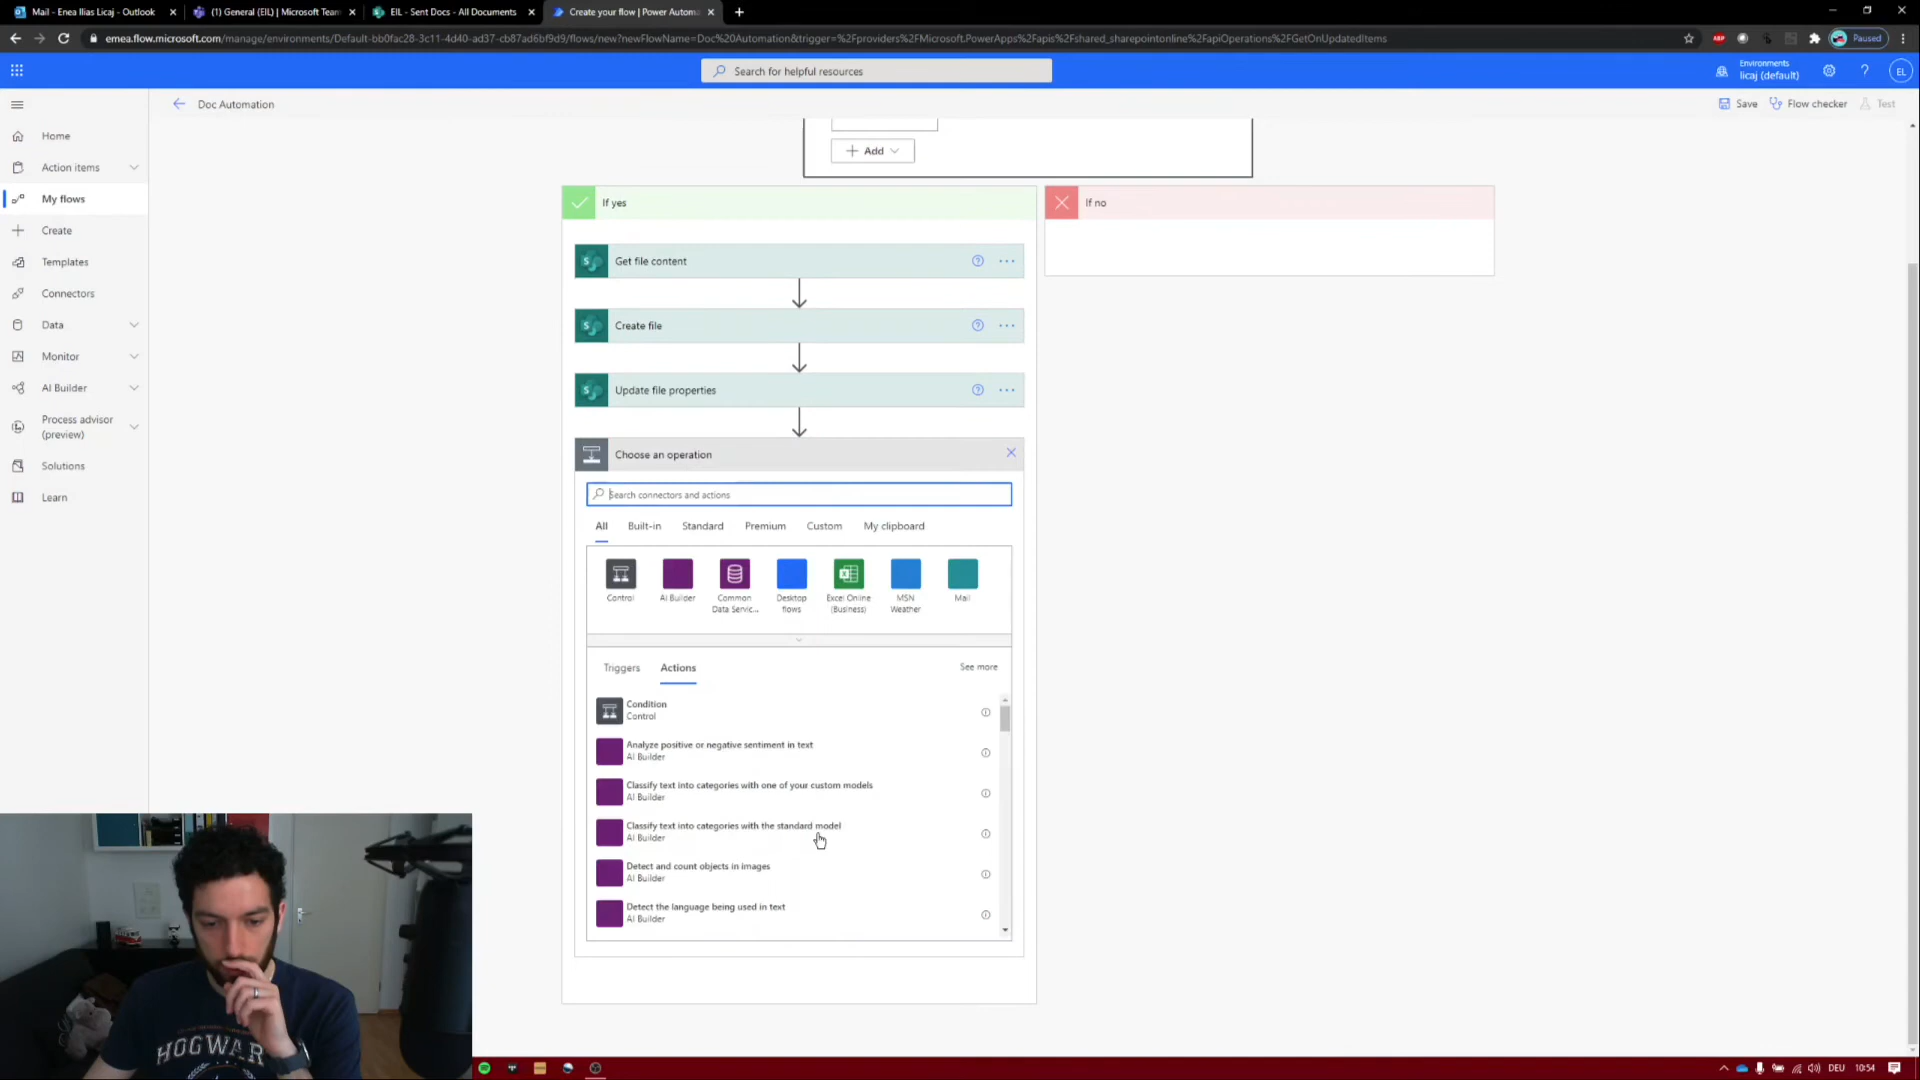 Mail - Enea Ilias Licaj - Outlook
(1) General (EIL) | Microsoft Team
EIL - Sent Docs - All Documents
Create your flow | Power Automa
emea.flow.microsoft.com/manage/environments/Default-bb0fac28-3c11-4d40-ad37-cb87ad6bf9d9/flows/new?newFlowName=Doc%20Automation&trigger=%2Fproviders%2FMicrosoft.PowerApps%2Fapis%2Fshared_sharepointonline%2FapiOperations%2FGetOnUpdatedItems
ABP
Paused
Search for helpful resources
Environments
licaj (default)
EL
Doc Automation
Save
Flow checker
Test
Home
Action items
My flows
Create
Templates
Connectors
Data
Monitor
AI Builder
Process advisor
(preview)
Solutions
Learn
Add
If yes
If no
Get file content
Create file
Update file properties
Choose an operation
Search connectors and actions
All
Built-in
Standard
Premium
Custom
My clipboard
Control
AI Builder
Common
Data Servic...
Desktop
flows
Excel Online
(Business)
MSN
Weather
Mail
Triggers
Actions
See more
Condition
Control
Analyze positive or negative sentiment in text
AI Builder
Classify text into categories with one of your custom models
AI Builder
Classify text into categories with the standard model
AI Builder
Detect and count objects in images
AI Builder
Detect the language being used in text
AI Builder
HOGWAR
DEU
10:54